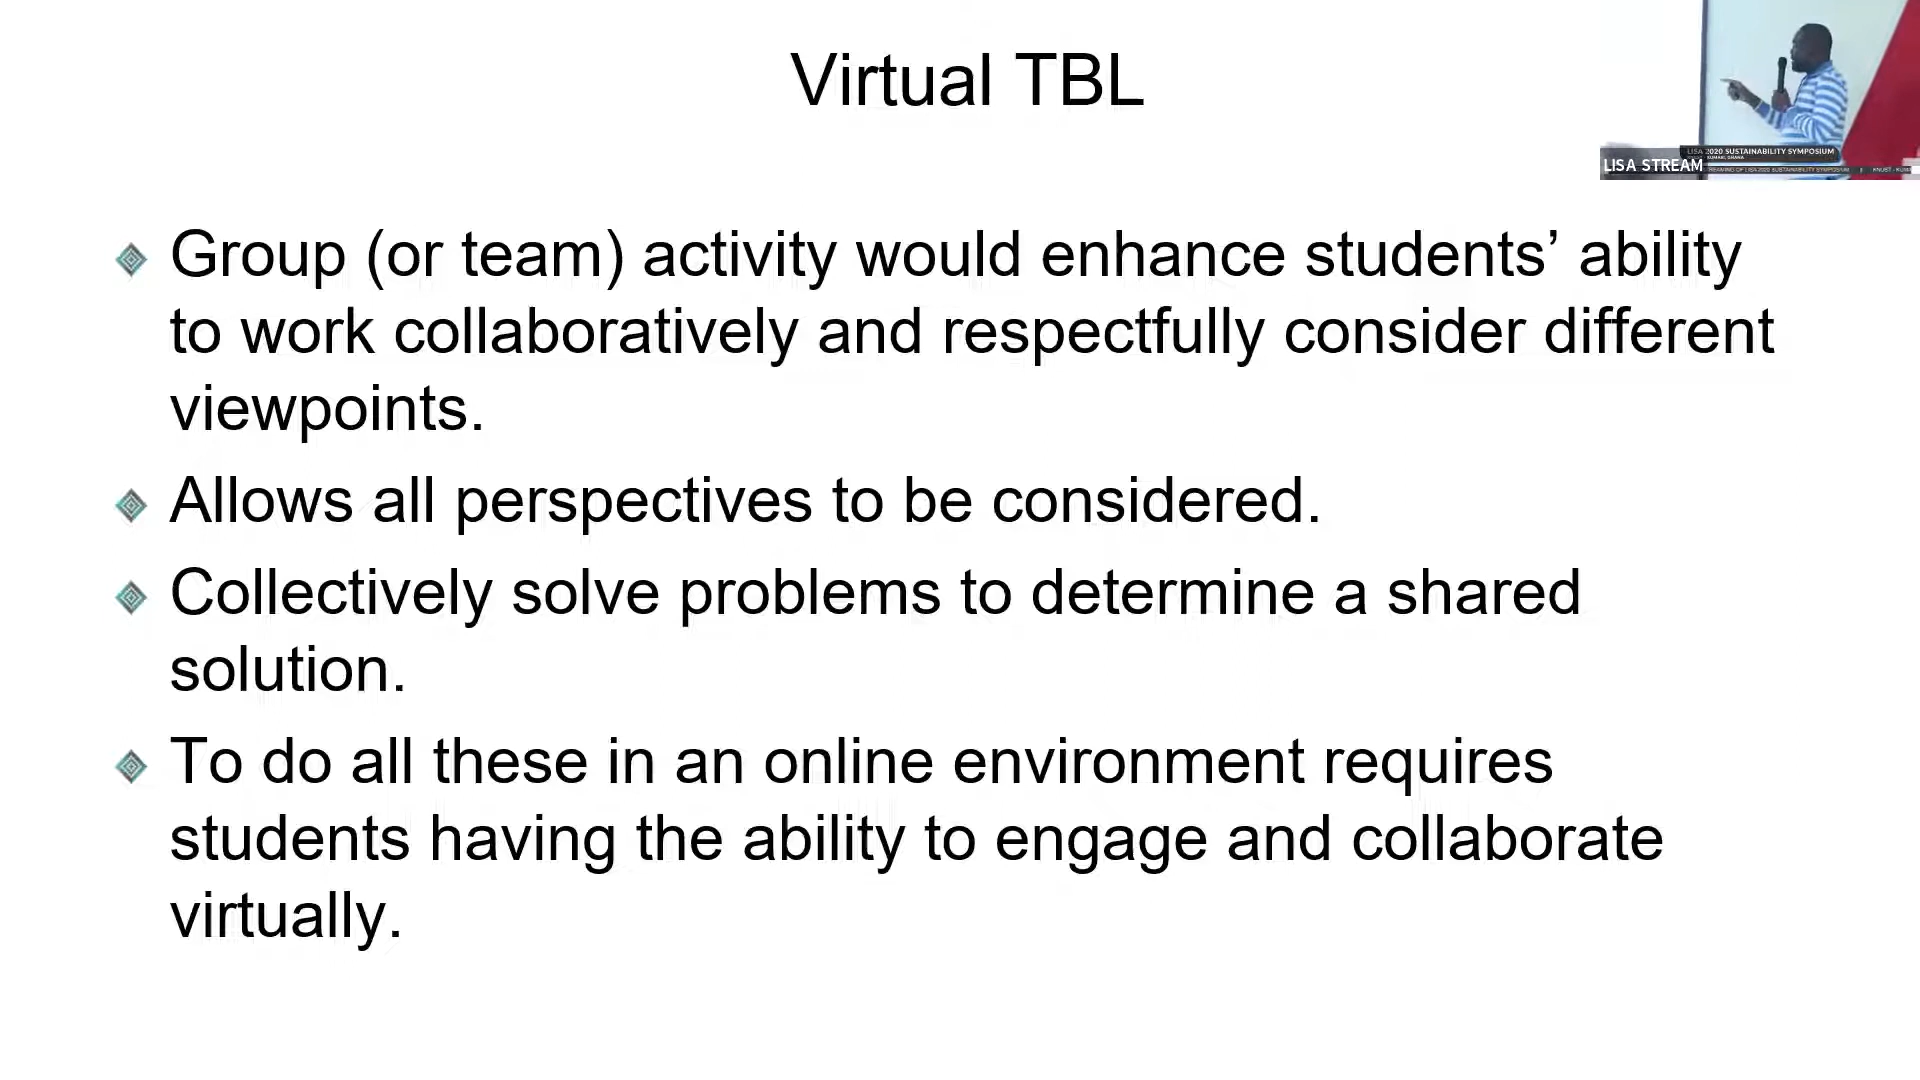 Virtual TBL
LISA 2020 SUSTAINABILITY SYMPOSIUM
KUMASI, GHANA
LISA STREAM
Group (or team) activity would enhance students’ ability
to work collaboratively and respectfully consider different
viewpoints.
Allows all perspectives to be considered.
Collectively solve problems to determine a shared
solution.
To do all these in an online environment requires
students having the ability to engage and collaborate
virtually.